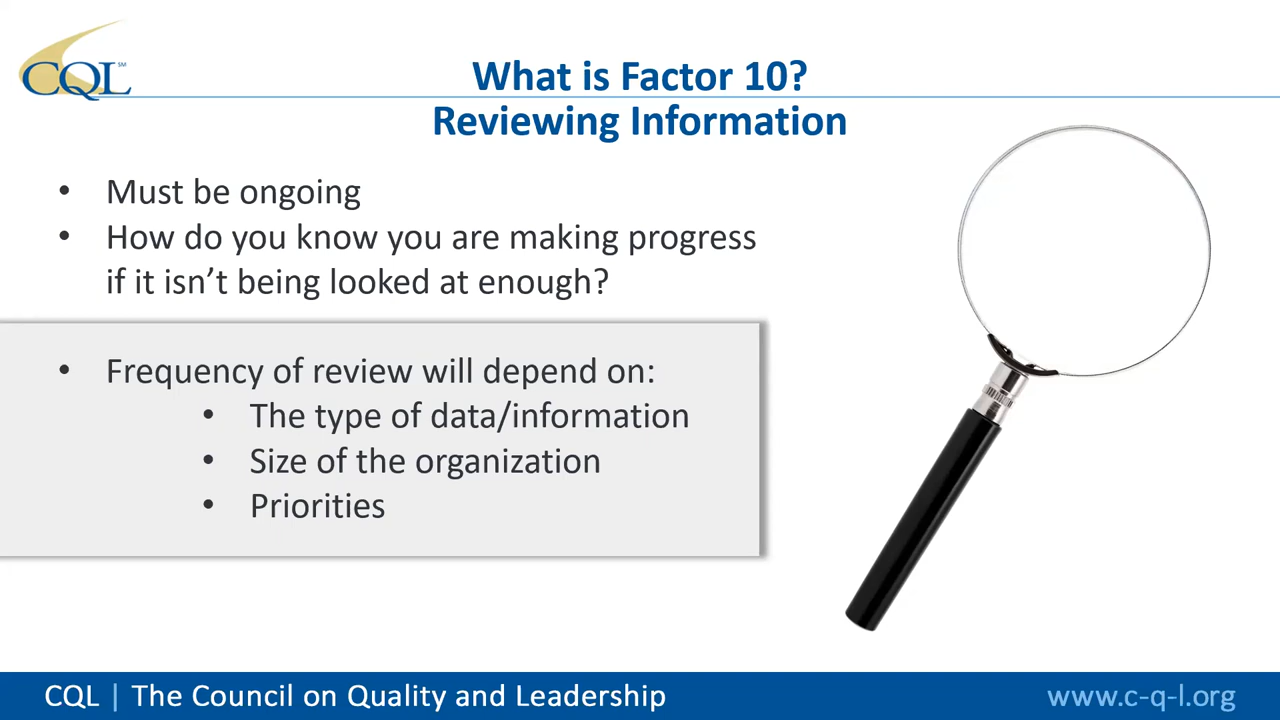 CQL℠
What is Factor 10?
Reviewing Information
• Must be ongoing
• How do you know you are making progress
if it isn’t being looked at enough?
• Frequency of review will depend on:
• The type of data/information
• Size of the organization
• Priorities
CQL | The Council on Quality and Leadership
www.c-q-l.org